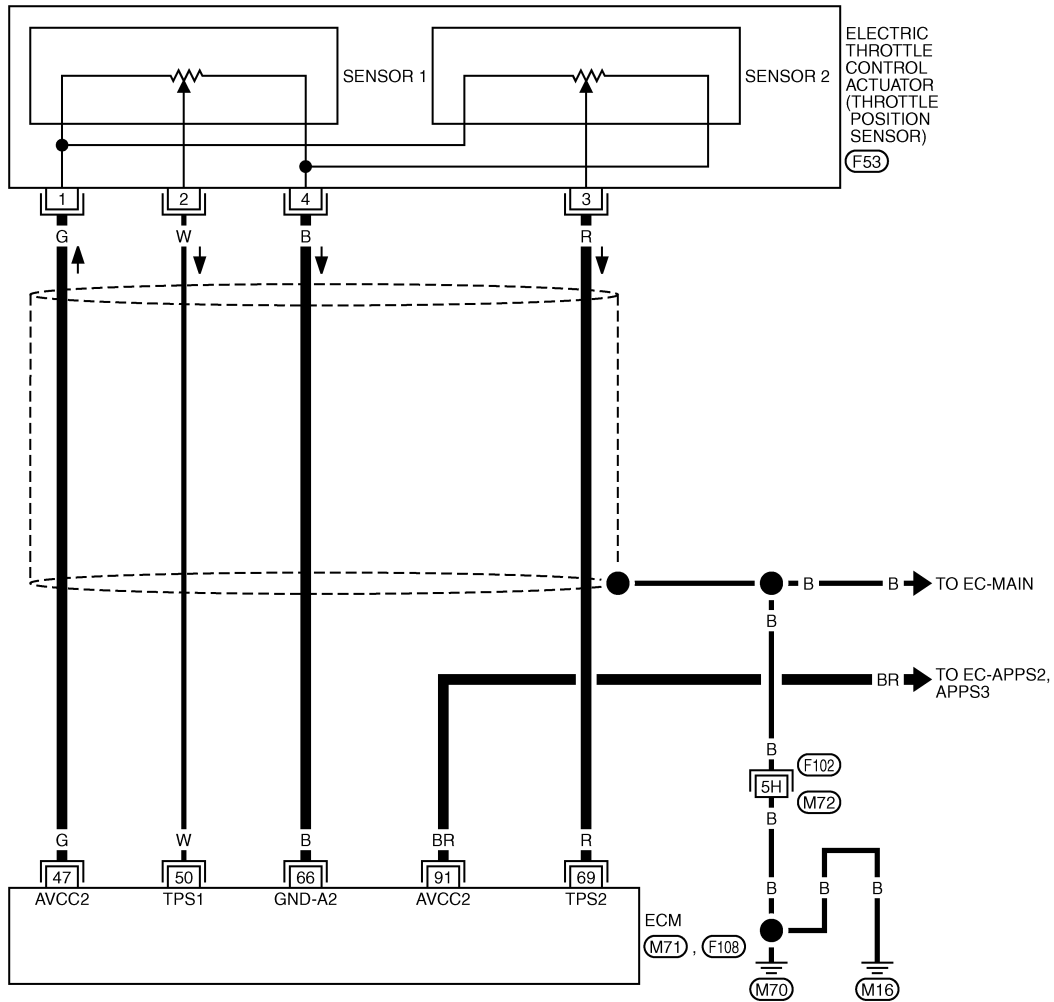 SENSOR 1
SENSOR 2
ELECTRIC
THROTTLE
CONTROL
ACTUATOR
(THROTTLE
POSITION
SENSOR)
F53
1
2
4
3
G
W
B
R
B
B
TO EC-MAIN
B
BR
TO EC-APPS2,
APPS3
B
F102
5H
M72
B
G
W
B
BR
R
47
50
66
91
69
B
B
B
AVCC2
TPS1
GND-A2
AVCC2
TPS2
ECM
M71 , F108
M70
M16